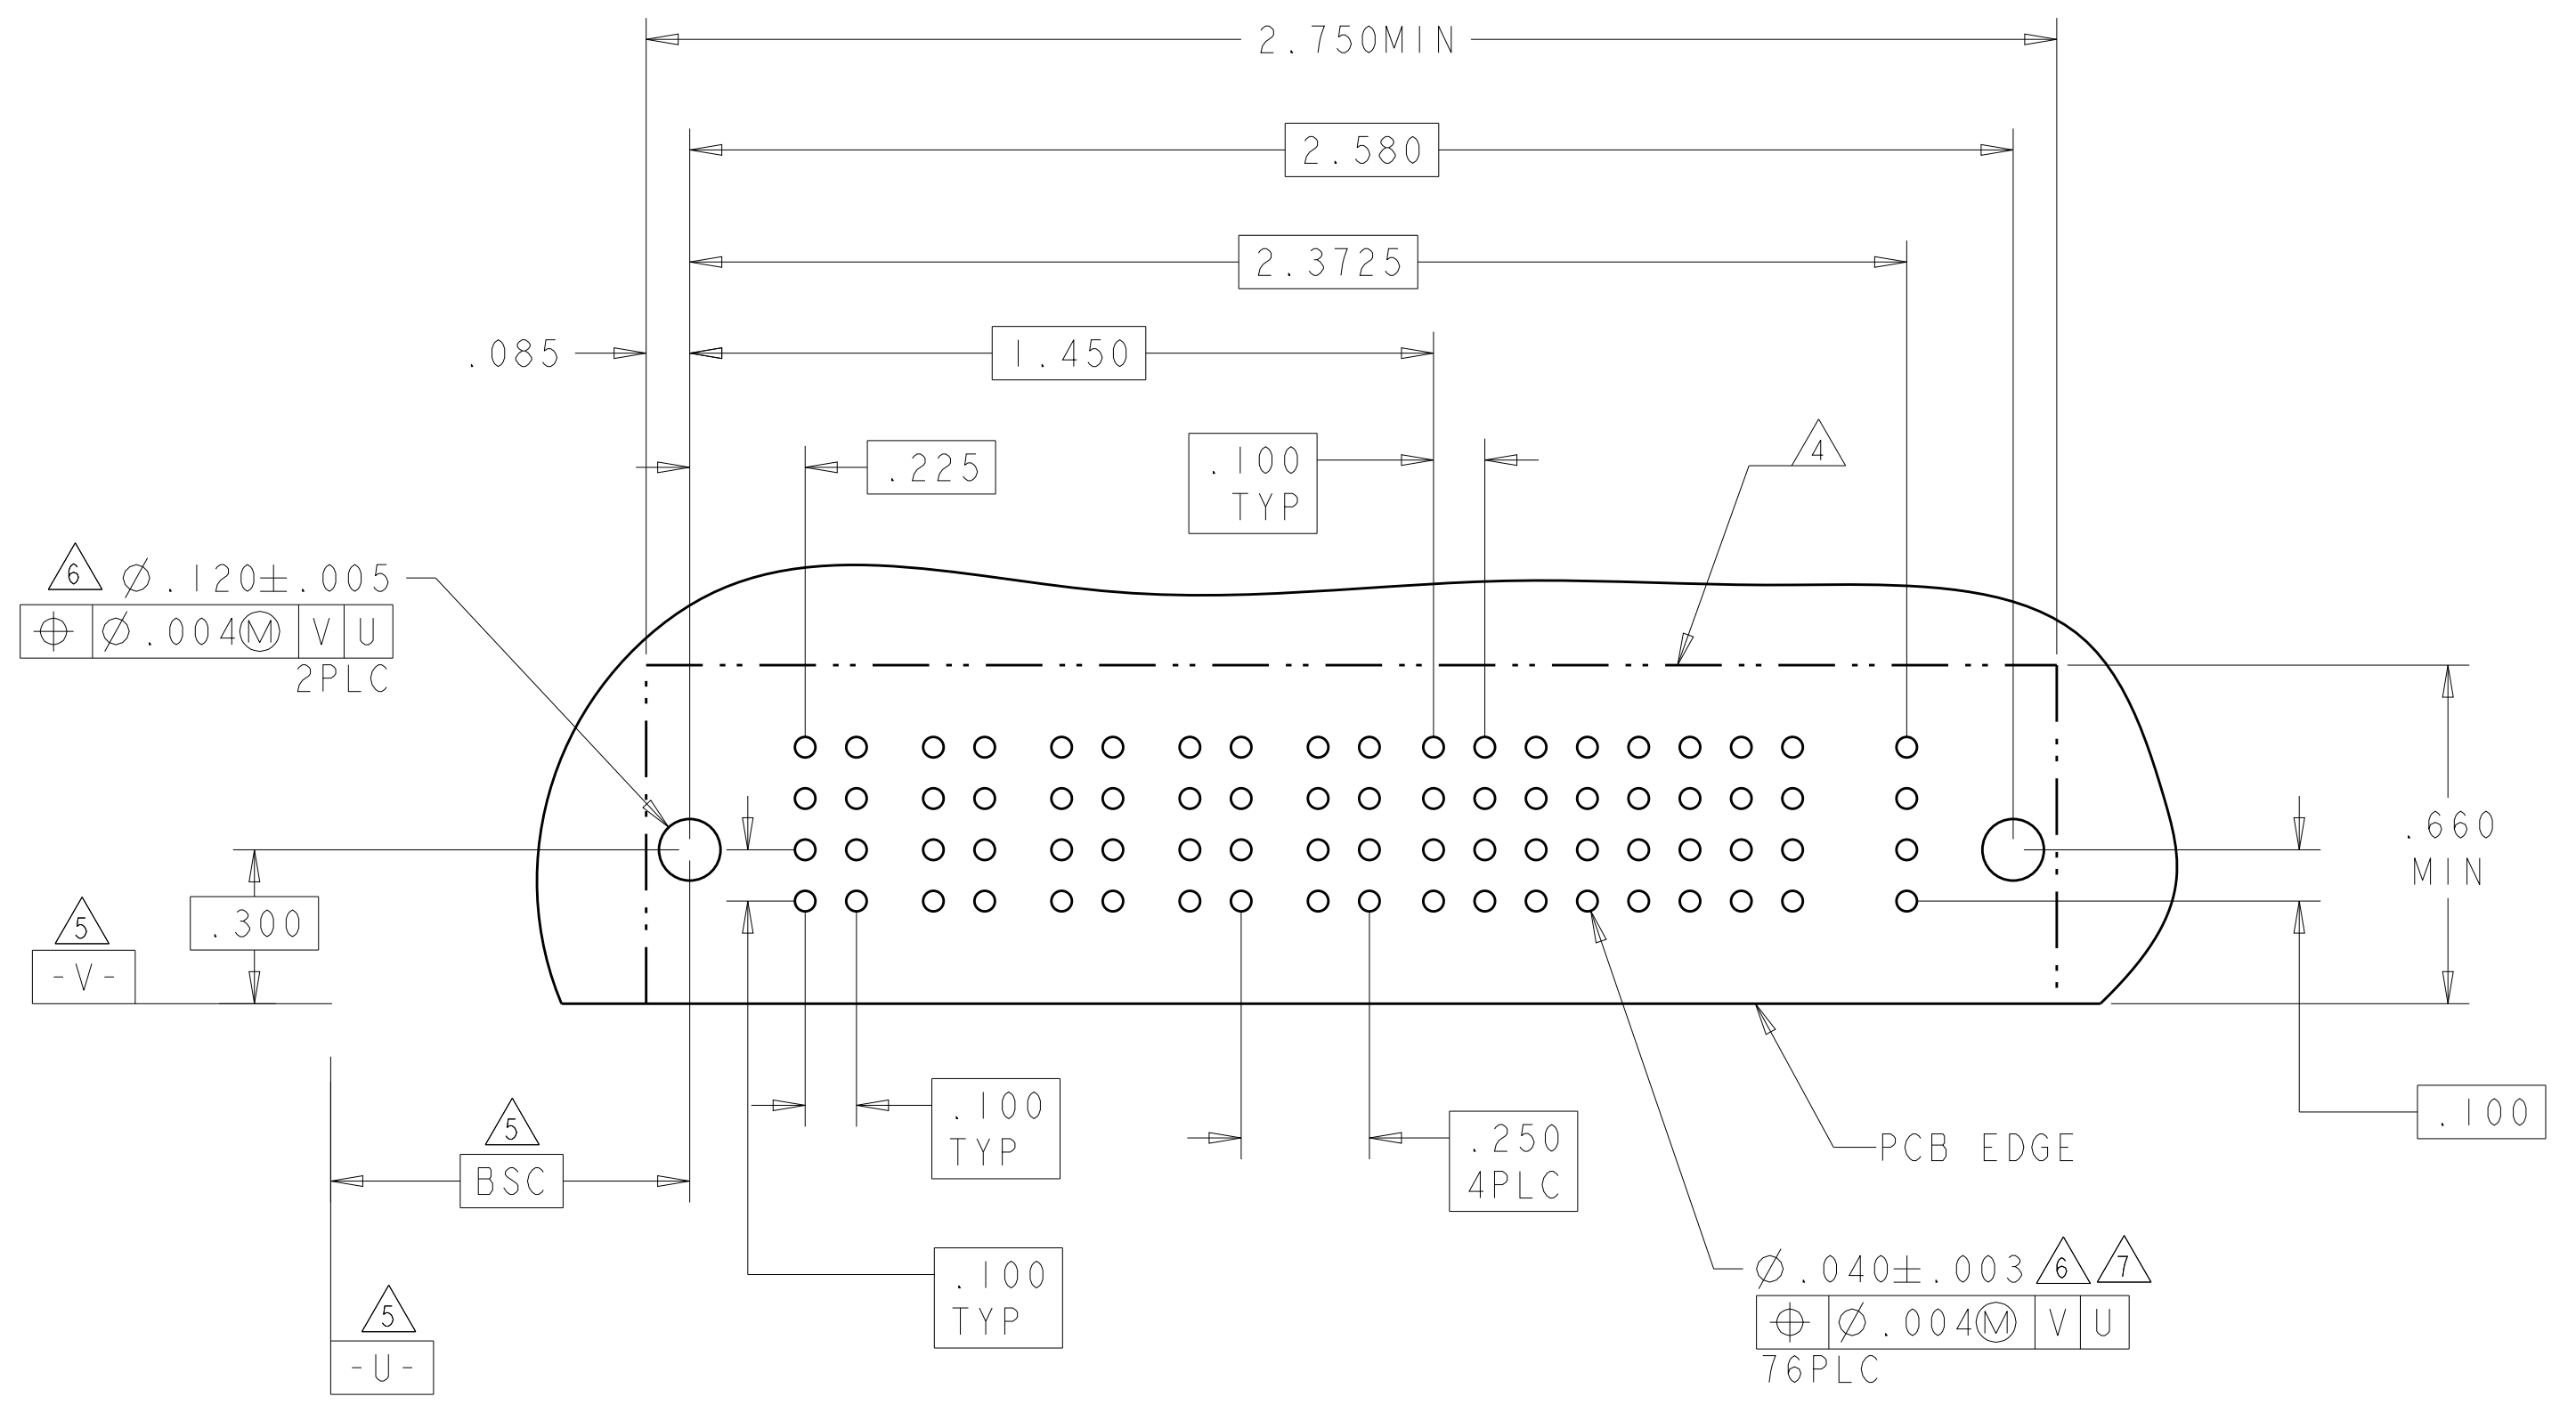 2.750MIN
2.580
2.3725
.085
1.450
.225
.100
TYP
4
6 ∅.120±.005
⌖ ∅.004Ⓜ V U
2PLC
.660
MIN
.300
5
-V-
.100
TYP
.250
4PLC
.100
5
BSC
PCB EDGE
.100
TYP
∅.040±.003 6 7
⌖ ∅.004Ⓜ V U
76PLC
5
-U-